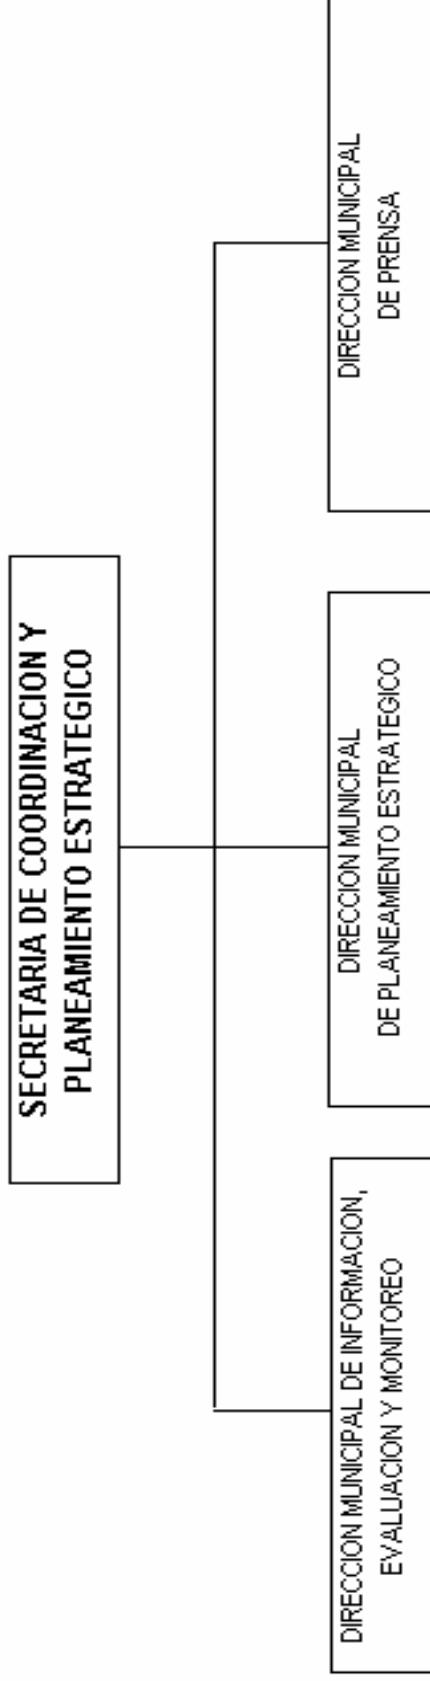 SECRETARIA DE COORDINACION Y
PLANEAMIENTO ESTRATEGICO
DIRECCION MUNICIPAL DE INFORMACION,
EVALUACION Y MONITOREO
DIRECCION MUNICIPAL
DE PLANEAMIENTO ESTRATEGICO
DIRECCION MUNICIPAL
DE PRENSA